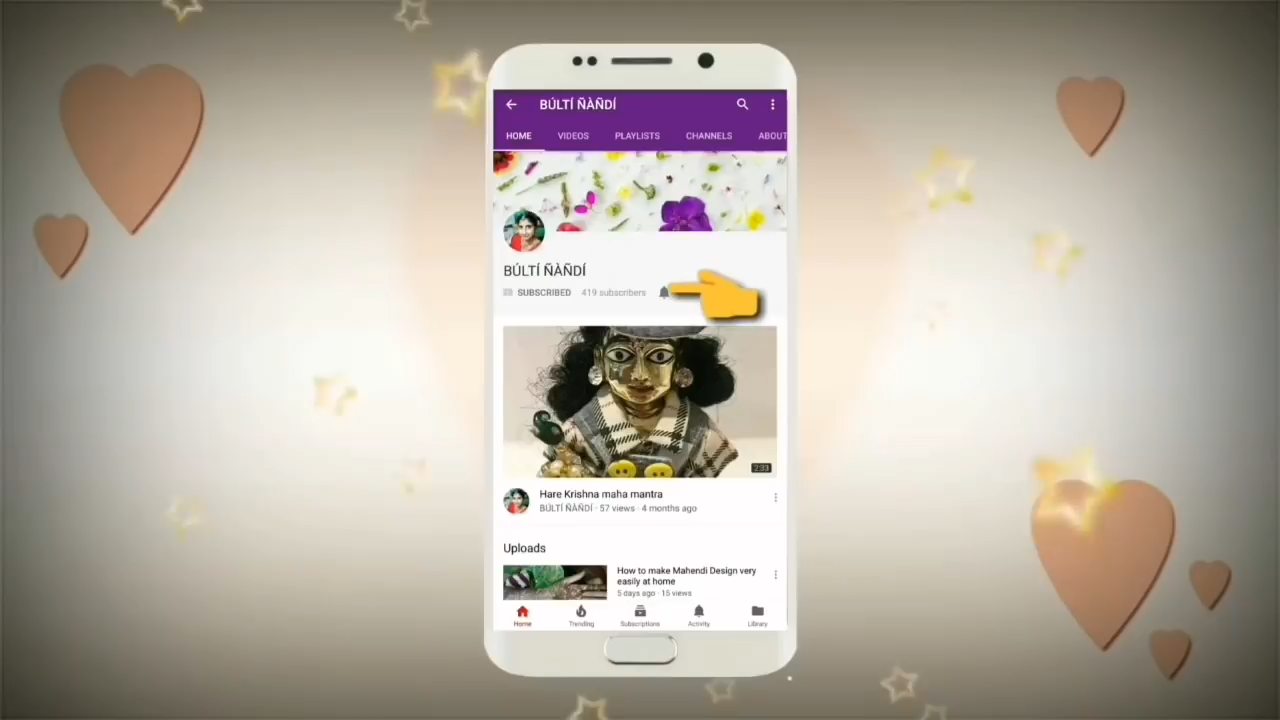 BÚLTÍ ÑÀÑDÍ
HOME VIDEOS PLAYLISTS CHANNELS ABOUT
BÚLTÍ ÑÀÑDÍ
SUBSCRIBED 419 subscribers
2:33
Hare Krishna maha mantra
BÚLTÍ ÑÀÑDÍ · 57 views · 4 months ago
Uploads
How to make Mahendi Design very
easily at home
5 days ago · 15 views
Home Trending Subscriptions Activity Library